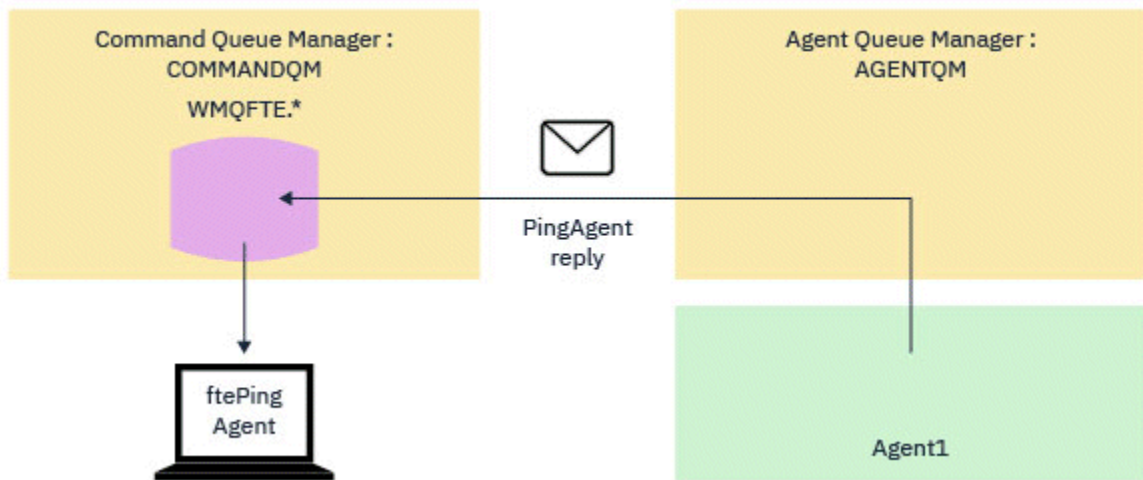 Command Queue Manager :
COMMANDQM
WMQFTE.*
Agent Queue Manager :
AGENTQM
PingAgent
reply
ftePing
Agent
Agent1